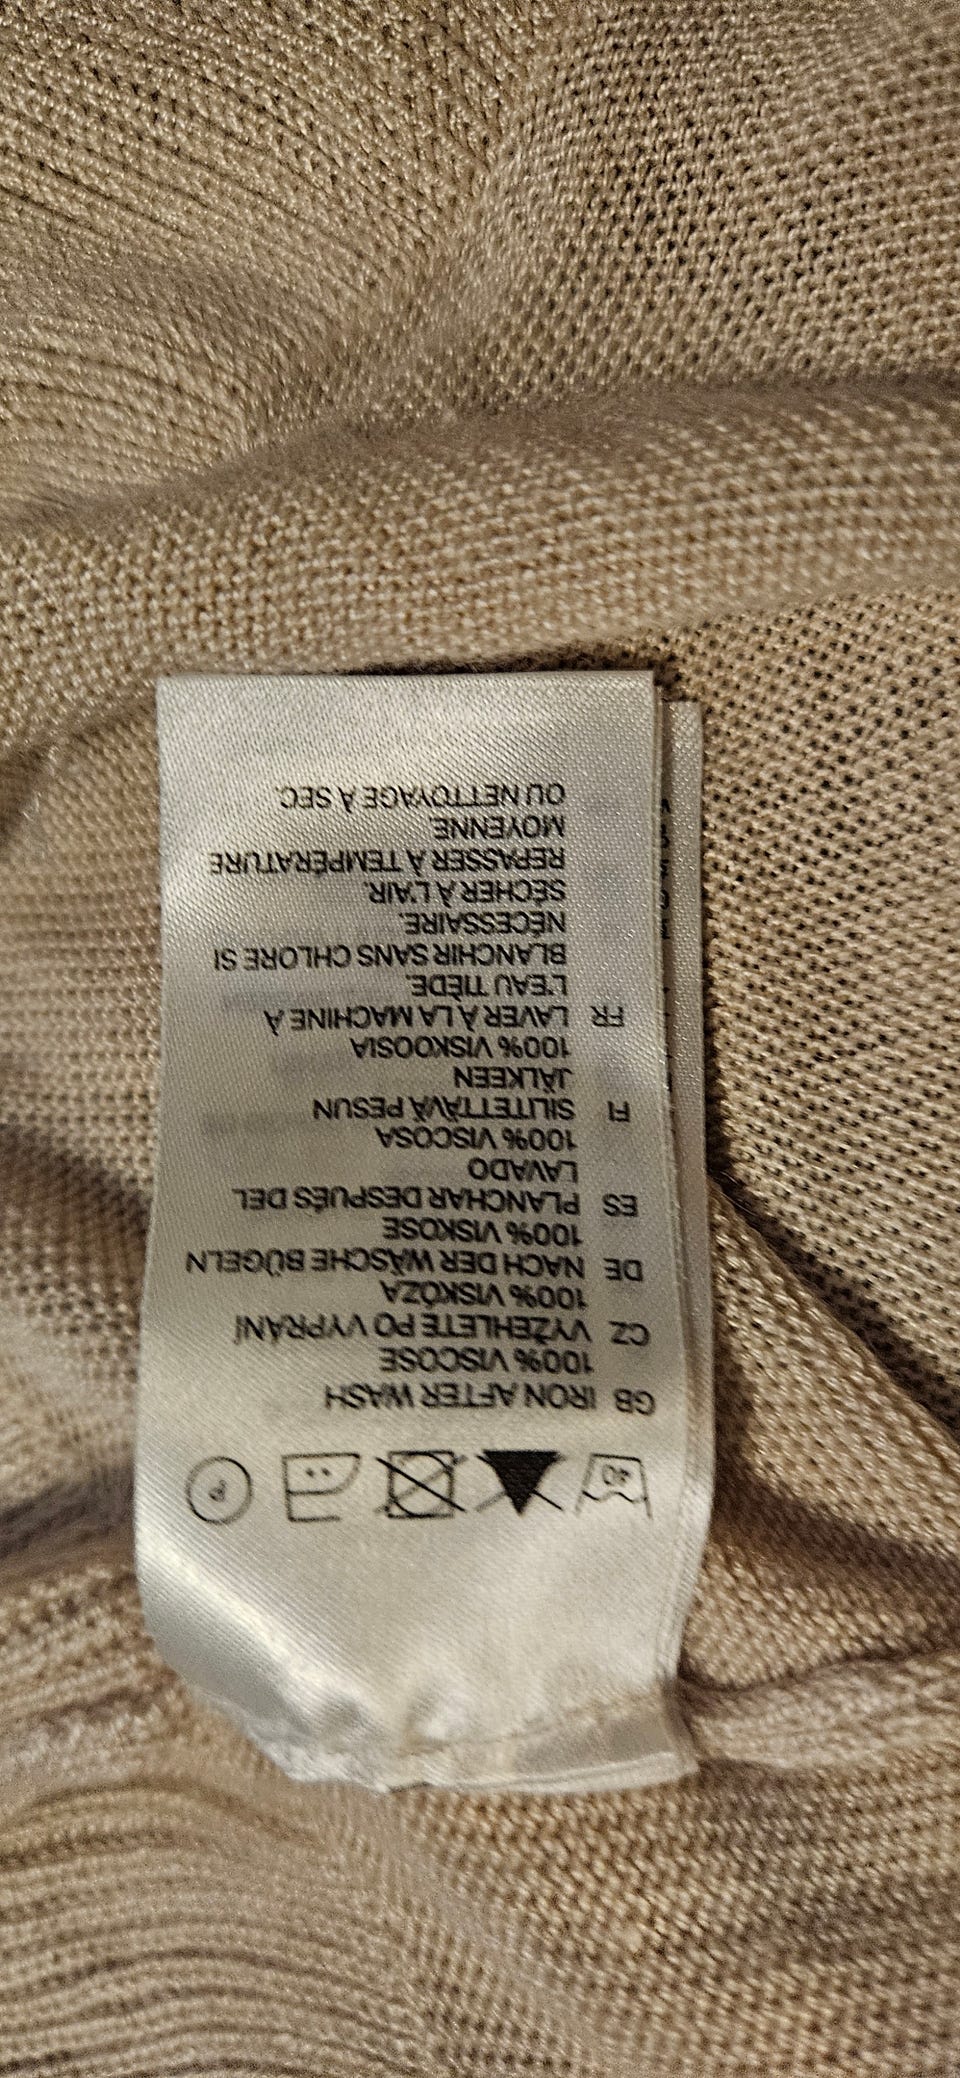 40 P
GB IRON AFTER WASH
100% VISCOSE
CZ VYŽEHLETE PO VYPRÁNÍ
100% VISKÓZA
DE NACH DER WÄSCHE BÜGELN
100% VISKOSE
ES PLANCHAR DESPUÉS DEL
LAVADO
100% VISCOSA
FI SILITETTÄVÄ PESUN
JÄLKEEN
100% VISKOOSIA
FR LAVER À LA MACHINE À
L'EAU TIÈDE.
BLANCHIR SANS CHLORE SI
NÉCESSAIRE.
SÉCHER À L'AIR.
REPASSER À TEMPÉRATURE
MOYENNE
OU NETTOYAGE À SEC.